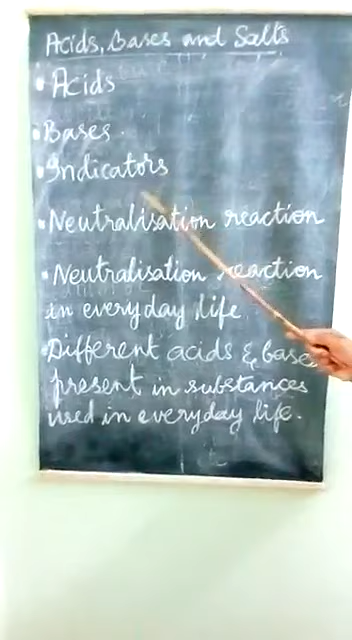 Acids, Bases and Salts
• Acids
• Bases.
• Indicators
• Neutralisation reaction
• Neutralisation reaction
in everyday life
• Different acids & bases
present in substances
used in everyday life.